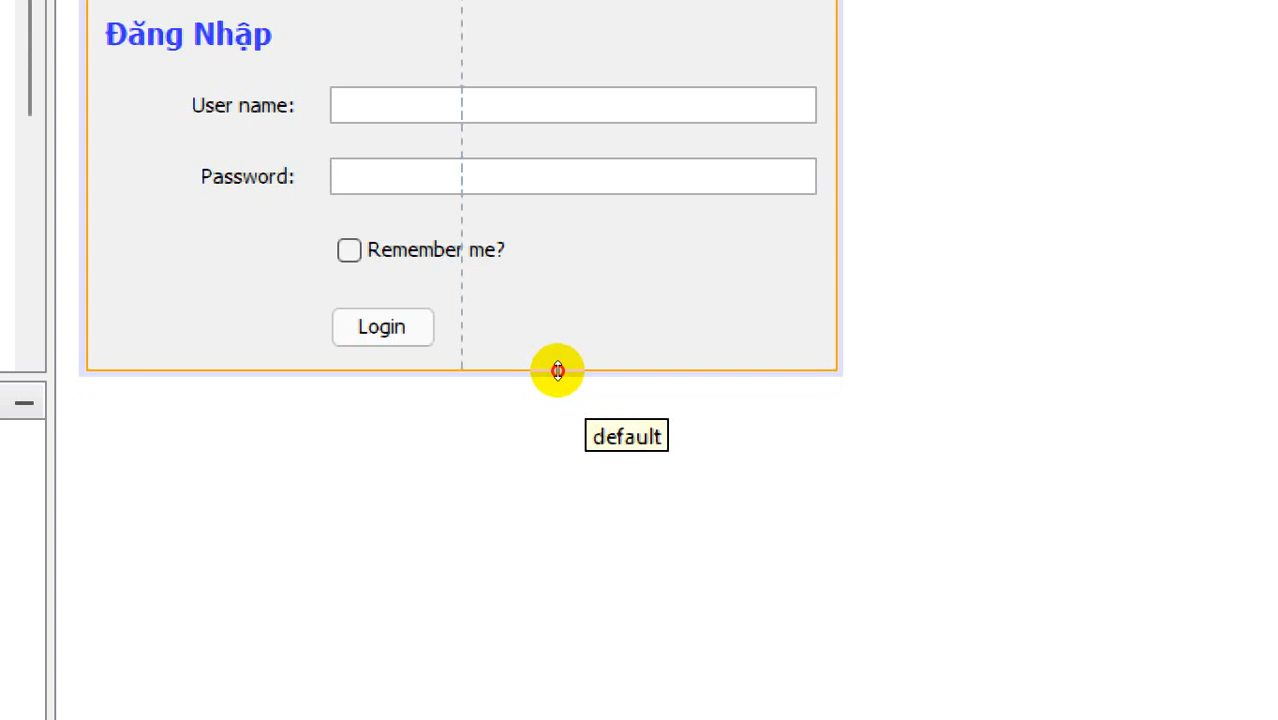 Đăng Nhập
User name:
Password:
Remember me?
Login
default